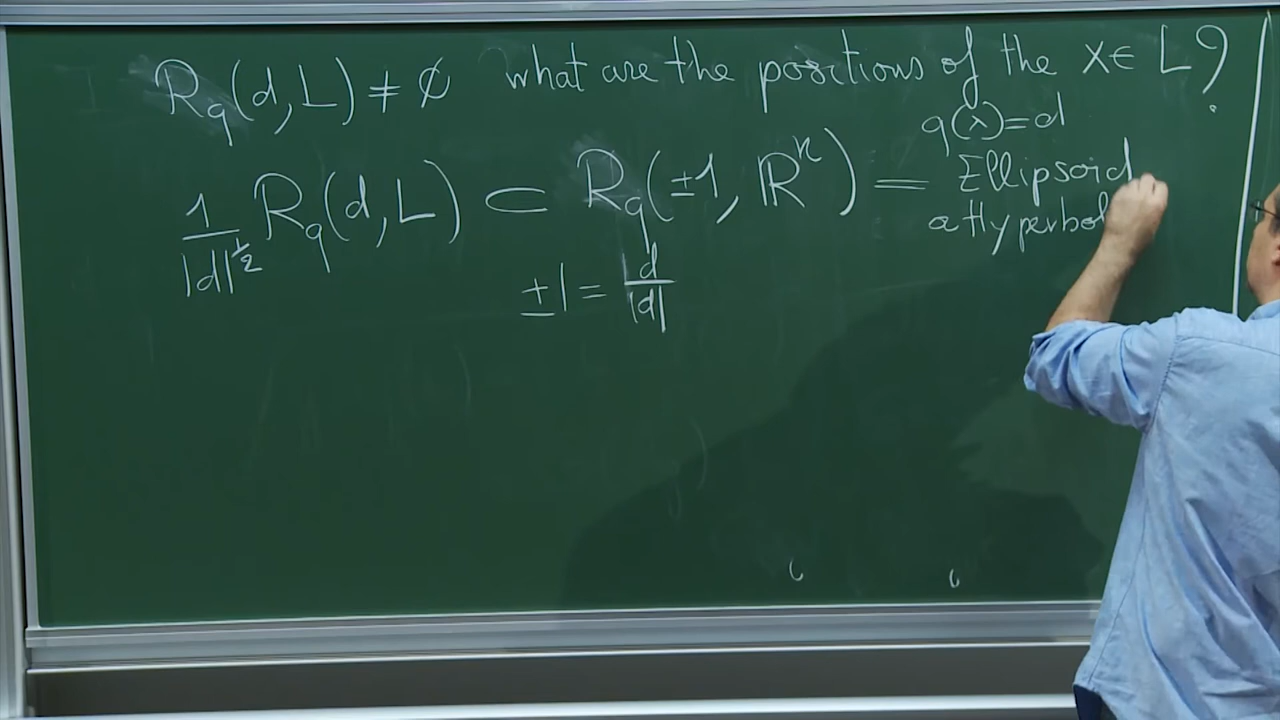 R_q(d, L) ≠ ∅ what are the positions of the x ∈ L ?
q(x) = d
1/|d|^{1/2} R_q(d, L) ⊂ R_q(±1, ℝ^n) = Ellipsoid
a Hyperbol
±1 = d/|d|